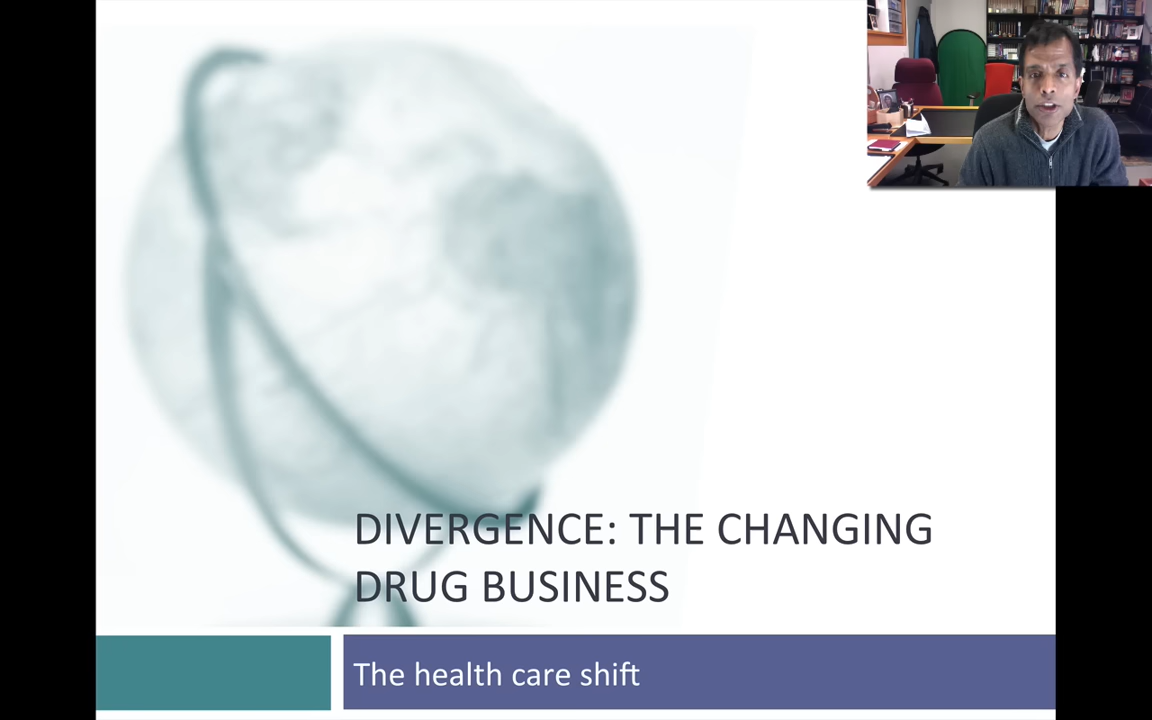 DIVERGENCE: THE CHANGING
DRUG BUSINESS
The health care shift